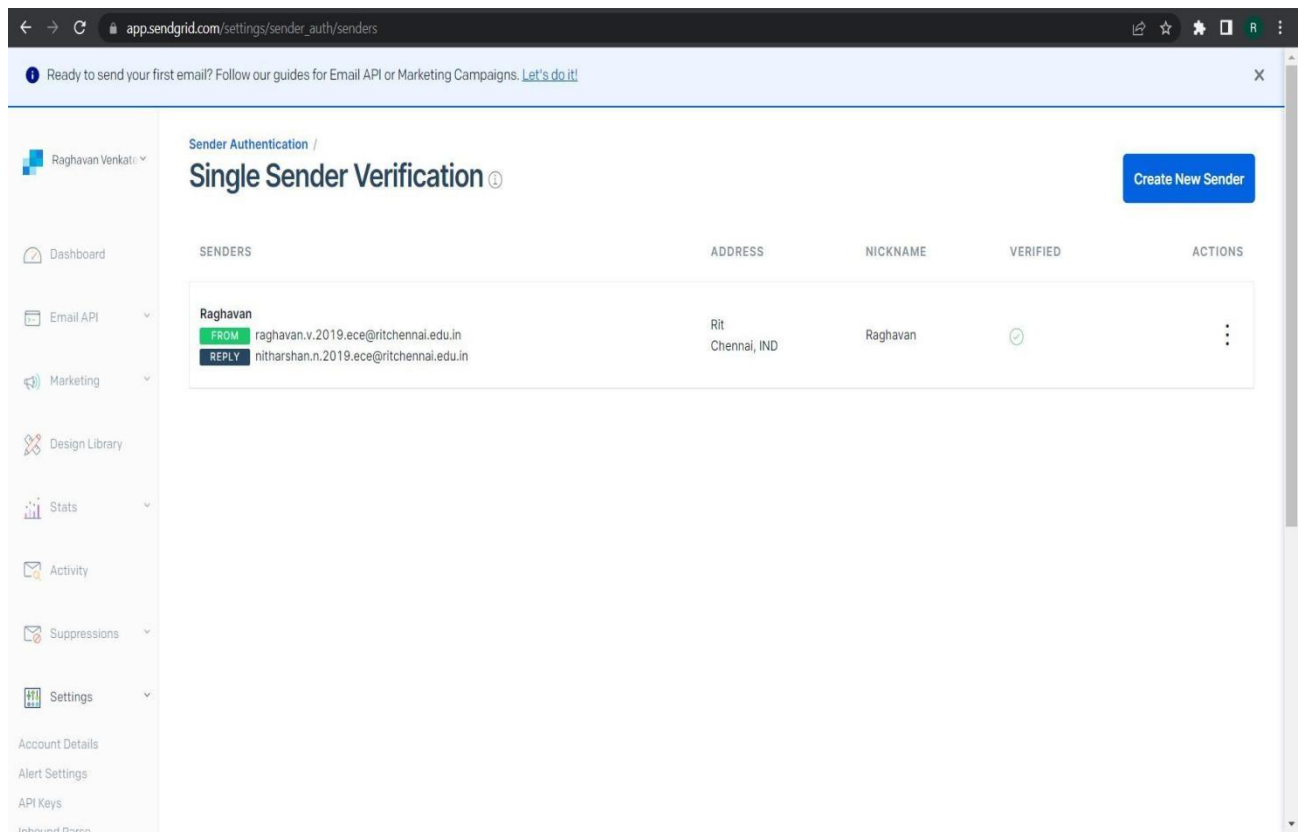 app.sendgrid.com/settings/sender_auth/senders
R
Ready to send your first email? Follow our guides for Email API or Marketing Campaigns. Let's do it!
Raghavan Venkat
Sender Authentication /
Single Sender Verification
Create New Sender
SENDERS ADDRESS NICKNAME VERIFIED ACTIONS
Raghavan
FROM raghavan.v.2019.ece@ritchennai.edu.in
REPLY nitharshan.n.2019.ece@ritchennai.edu.in
Rit
Chennai, IND
Raghavan
Dashboard
Email API
Marketing
Design Library
Stats
Activity
Suppressions
Settings
Account Details
Alert Settings
API Keys
Inbound Parse